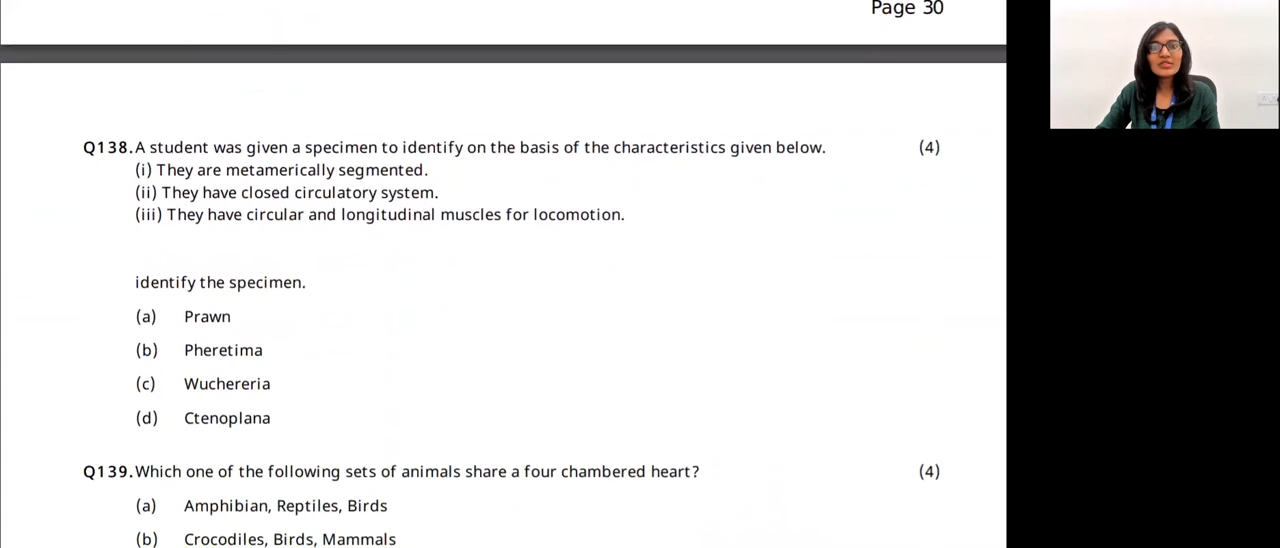 Page 30
Q138. A student was given a specimen to identify on the basis of the characteristics given below. (4)
(i) They are metamerically segmented.
(ii) They have closed circulatory system.
(iii) They have circular and longitudinal muscles for locomotion.
identify the specimen.
(a) Prawn
(b) Pheretima
(c) Wuchereria
(d) Ctenoplana
Q139. Which one of the following sets of animals share a four chambered heart? (4)
(a) Amphibian, Reptiles, Birds
(b) Crocodiles, Birds, Mammals